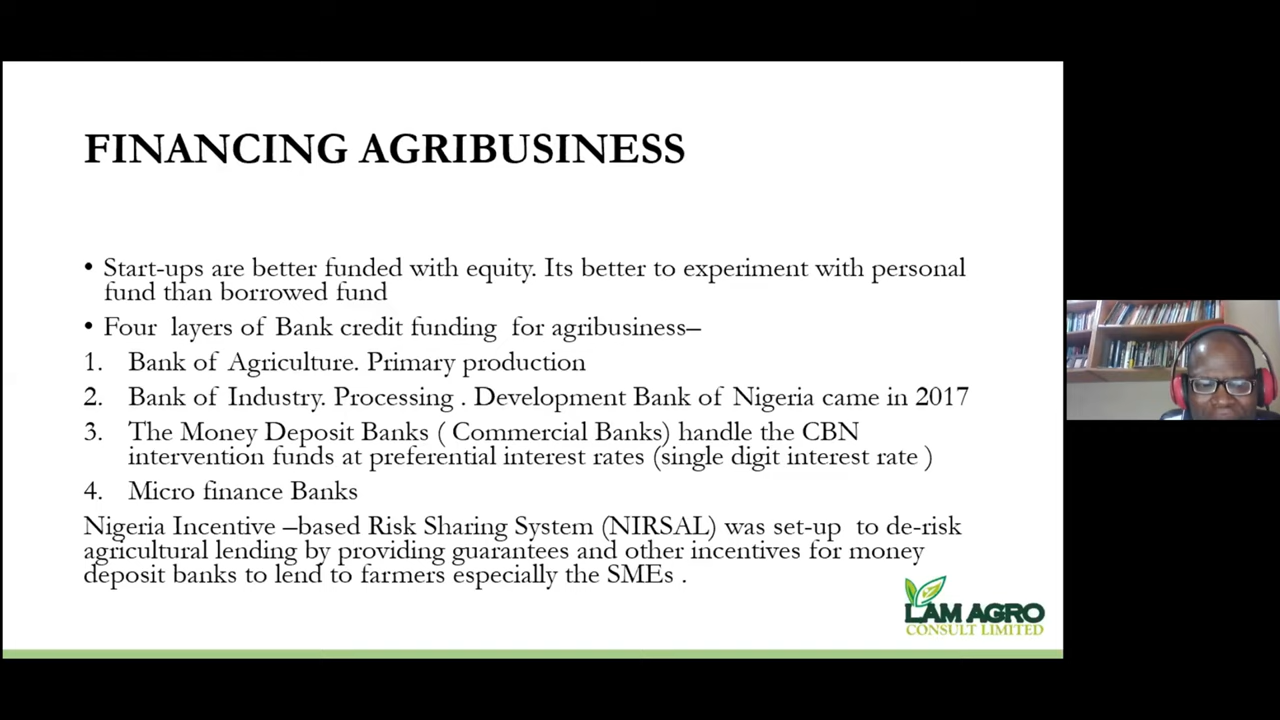 FINANCING AGRIBUSINESS
• Start-ups are better funded with equity. Its better to experiment with personal
fund than borrowed fund
• Four layers of Bank credit funding for agribusiness–
1. Bank of Agriculture. Primary production
2. Bank of Industry. Processing . Development Bank of Nigeria came in 2017
3. The Money Deposit Banks ( Commercial Banks) handle the CBN
intervention funds at preferential interest rates (single digit interest rate )
4. Micro finance Banks
Nigeria Incentive –based Risk Sharing System (NIRSAL) was set-up to de-risk
agricultural lending by providing guarantees and other incentives for money
deposit banks to lend to farmers especially the SMEs .
LAM AGRO
CONSULT LIMITED